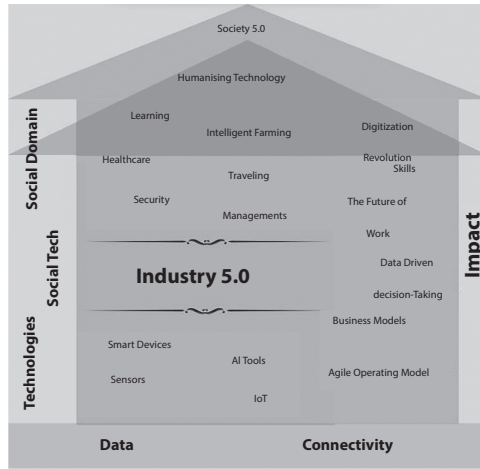 Society 5.0
Humanising Technology
Learning
Intelligent Farming
Digitization
Healthcare
Revolution
Skills
Traveling
Security
The Future of
Managements
Work
Industry 5.0
Data Driven
decision-Taking
Business Models
Smart Devices
AI Tools
Agile Operating Model
Sensors
IoT
Social Domain
Social Tech
Technologies
Impact
Data
Connectivity